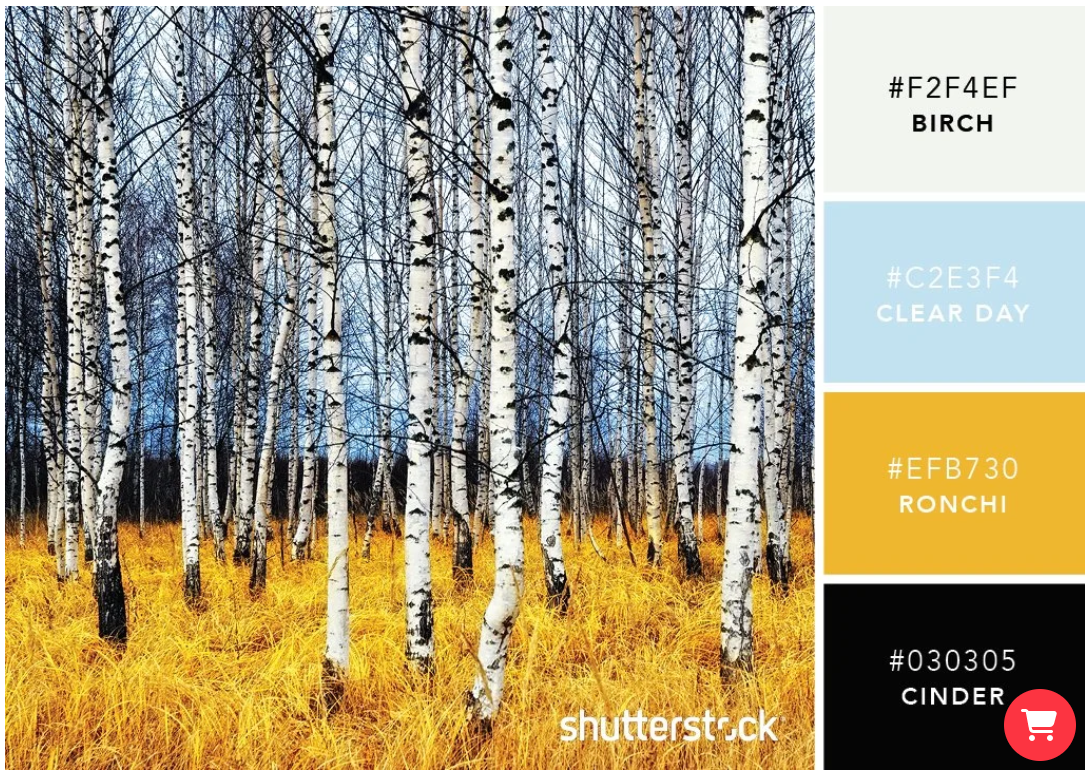 #F2F4EF
BIRCH
#C2E3F4
CLEAR DAY
#EFB730
RONCHI
#030305
CINDER
shutterstock